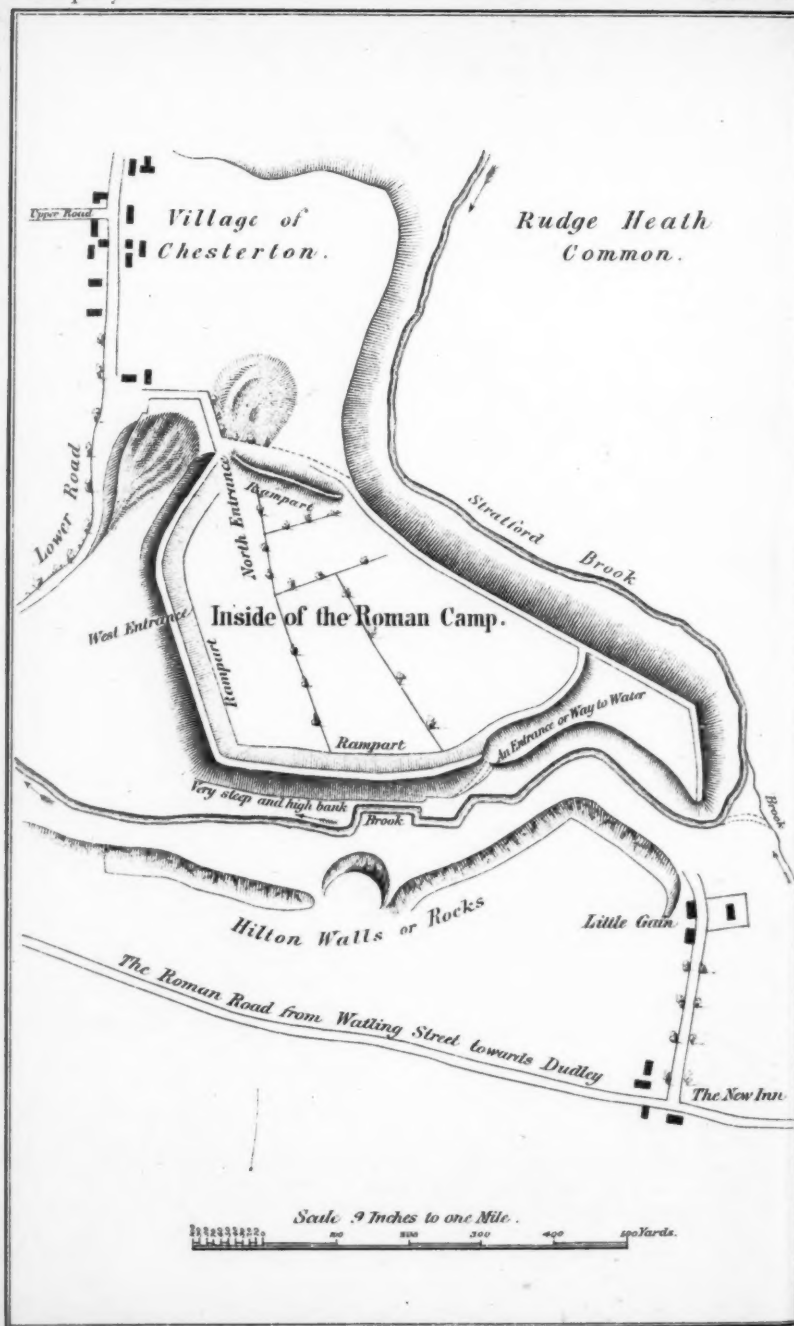 Upper Road
Village of
Chesterton.
Rudge Heath
Common.
Lower Road
North Entrance
Rampart
Stratford Brook
West Entrance
Inside of the Roman Camp.
Rampart
Rampart
An Entrance or Way to Water
Very steep and high bank
Brook
Brook
Hilton Walls or Rocks
Little Gain
The Roman Road from Watling Street towards Dudley
The New Inn
Scale 9 Inches to one Mile.
300 400 500 Yards.